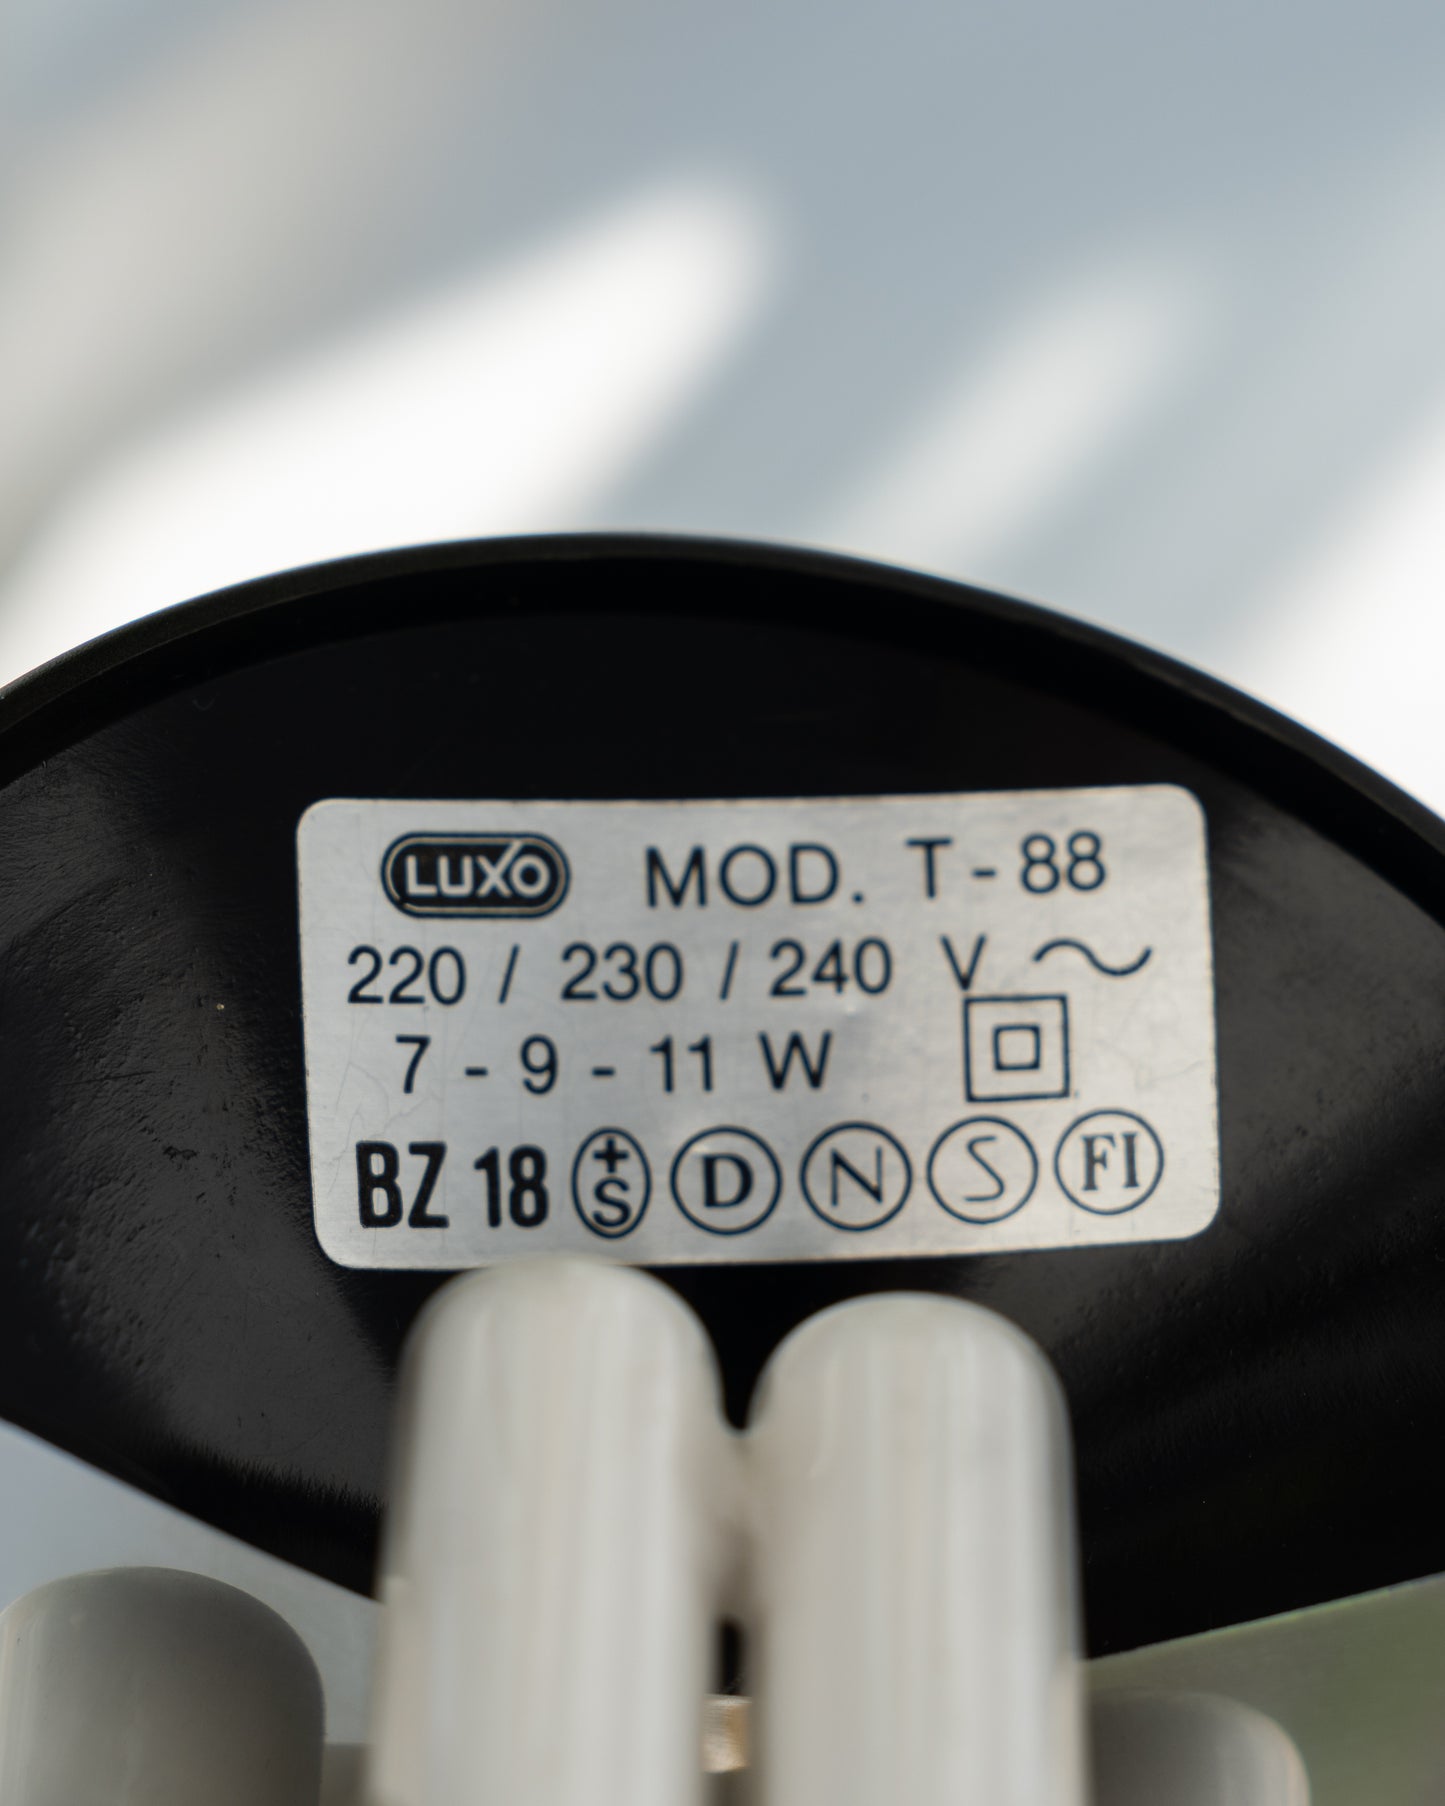 LUXO MOD. T-88
220 / 230 / 240 V ~
7 - 9 - 11 W
BZ 18 +S D N S FI